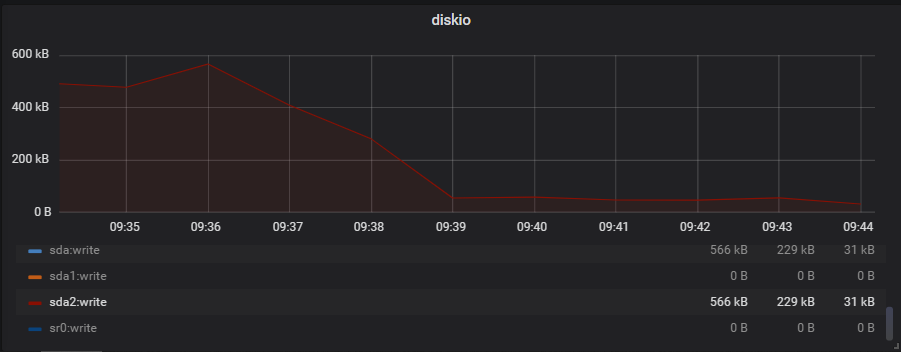 diskio
600 kB
400 kB
200 kB
0 B
09:35 09:36 09:37 09:38 09:39 09:40 09:41 09:42 09:43 09:44
sda:write 566 kB 229 kB 31 kB
sda1:write 0 B 0 B 0 B
sda2:write 566 kB 229 kB 31 kB
sr0:write 0 B 0 B 0 B